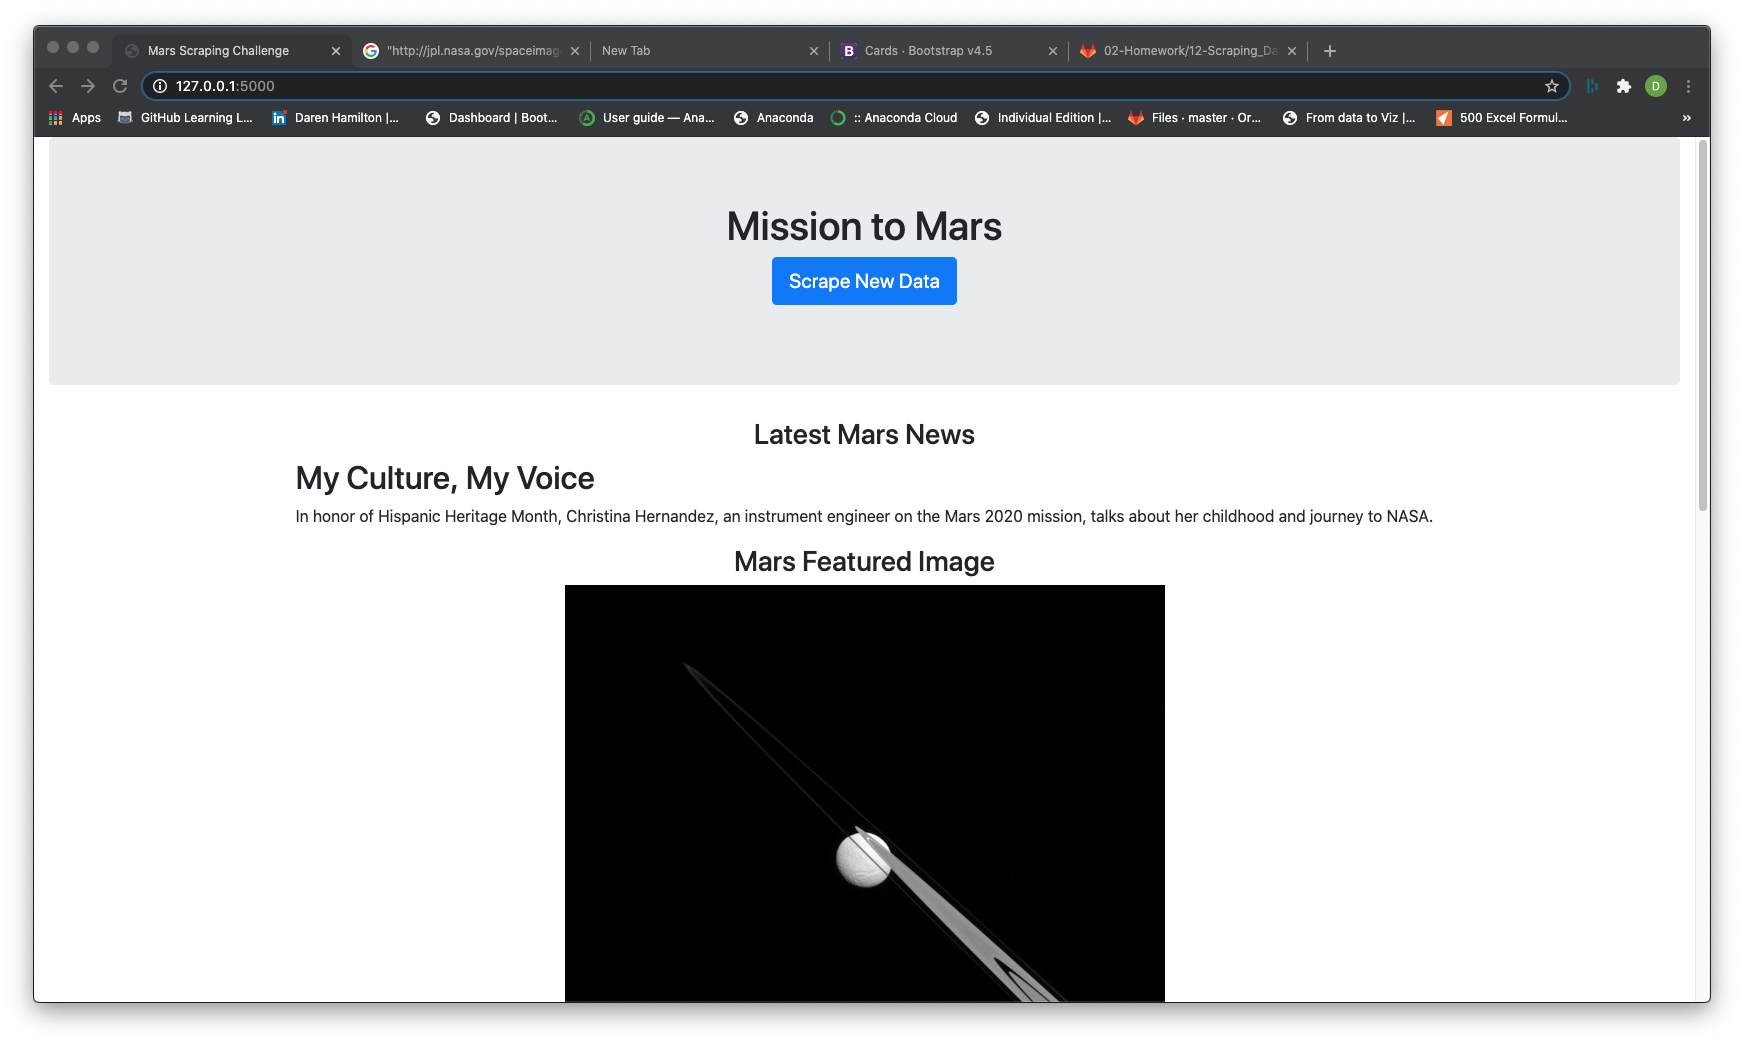 Mars Scraping Challenge
"http://jpl.nasa.gov/spaceimag
New Tab
B Cards · Bootstrap v4.5
02-Homework/12-Scraping_Da
127.0.0.1:5000
D
Apps
GitHub Learning L...
in Daren Hamilton |...
Dashboard | Boot...
User guide — Ana...
Anaconda
:: Anaconda Cloud
Individual Edition |...
Files · master · Or...
From data to Viz |...
500 Excel Formul...
»
Mission to Mars
Scrape New Data
Latest Mars News
My Culture, My Voice
In honor of Hispanic Heritage Month, Christina Hernandez, an instrument engineer on the Mars 2020 mission, talks about her childhood and journey to NASA.
Mars Featured Image